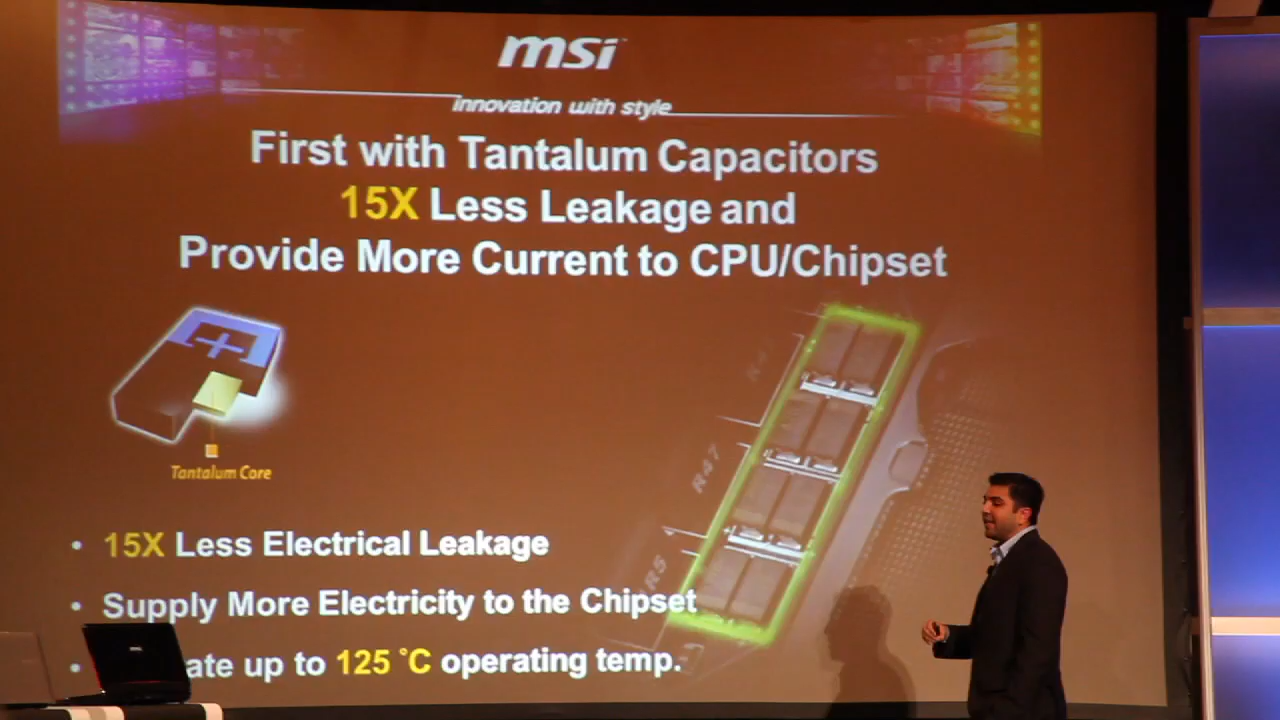 msi
innovation with style
First with Tantalum Capacitors
15X Less Leakage and
Provide More Current to CPU/Chipset
R47
Tantalum Core
• 15X Less Electrical Leakage
R5
• Supply More Electricity to the Chipset
• ate up to 125 °C operating temp.